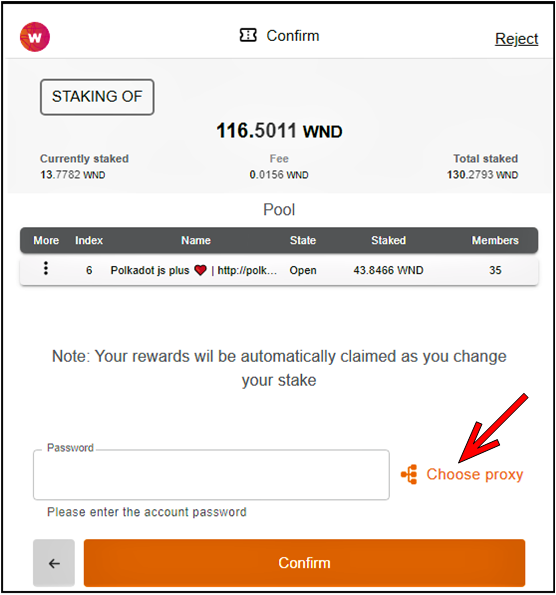 W
Confirm
Reject
STAKING OF
116.5011 WND
Currently staked Fee Total staked
13.7782 WND 0.0156 WND 130.2793 WND
Pool
More Index Name State Staked Members
6 Polkadot js plus ❤️ | http://polk... Open 43.8466 WND 35
Note: Your rewards wil be automatically claimed as you change
your stake
Password
Choose proxy
Please enter the account password
Confirm